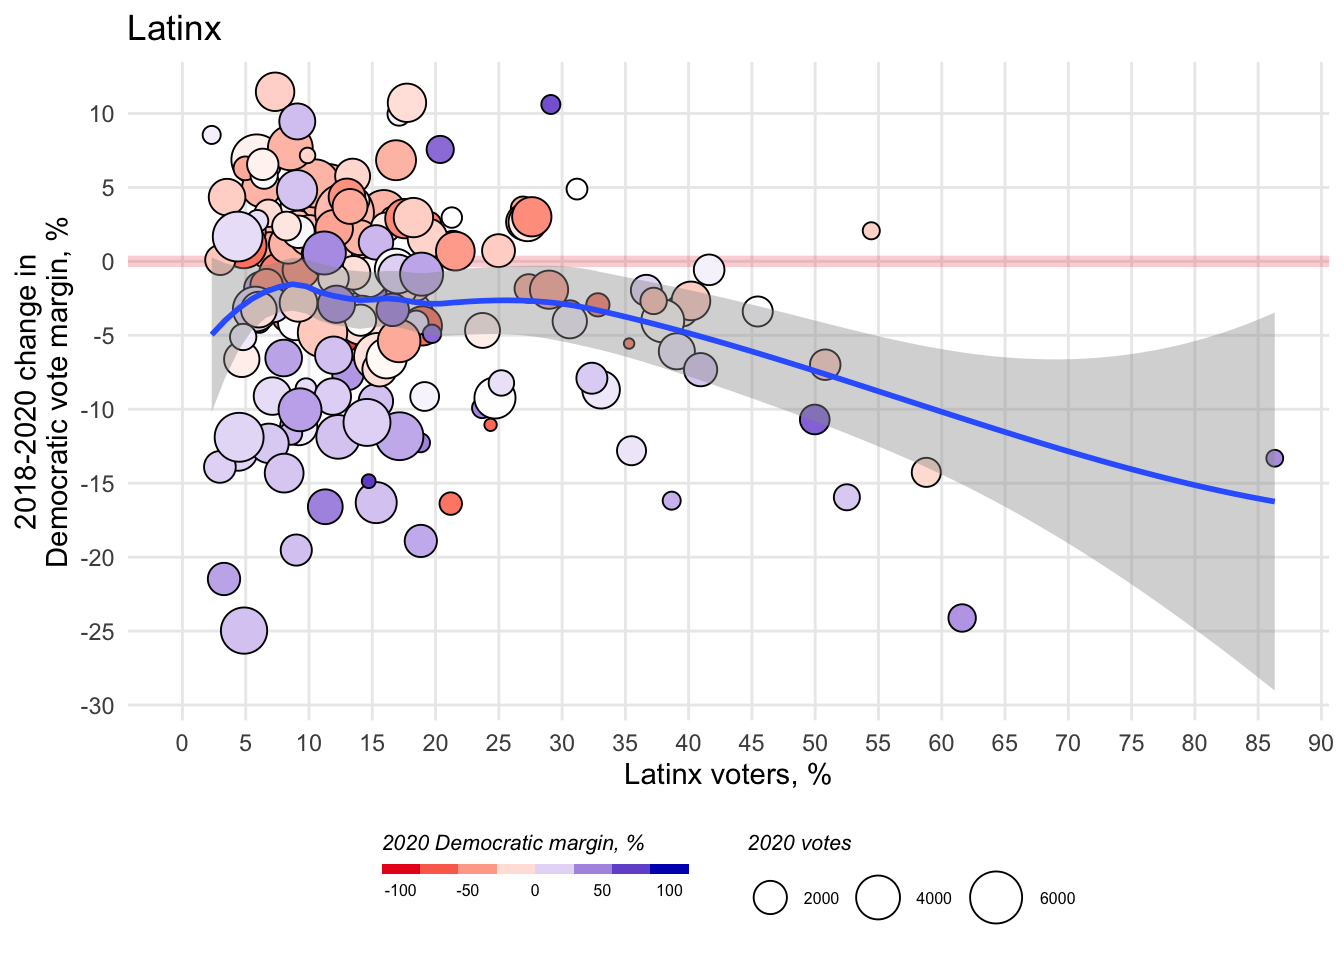 Latinx
2018-2020 change in
Democratic vote margin, %
10
5
0
-5
-10
-15
-20
-25
-30
0 5 10 15 20 25 30 35 40 45 50 55 60 65 70 75 80 85 90
Latinx voters, %
2020 Democratic margin, %
-100 -50 0 50 100
2020 votes
2000 4000 6000